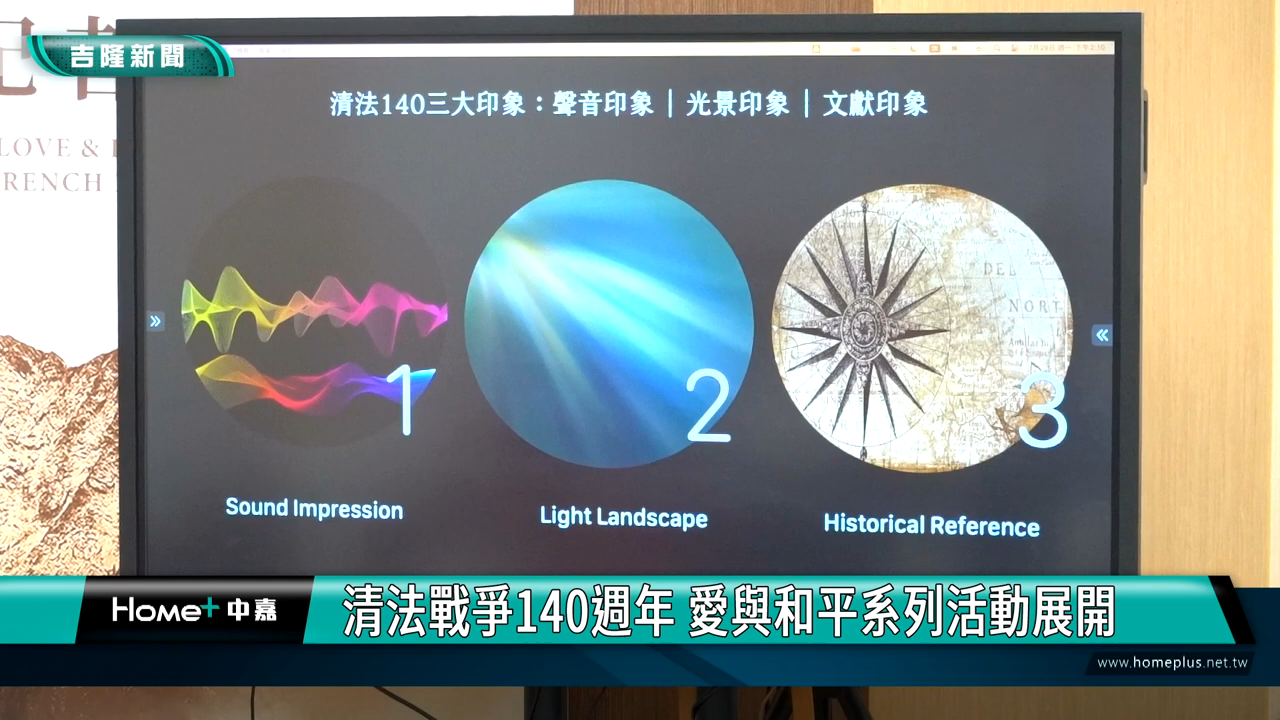 吉隆新聞
LOVE &
RENCH
清法140三大印象：聲音印象｜光景印象｜文獻印象
DEL
NORT
1
2
3
Sound Impression
Light Landscape
Historical Reference
Home+中嘉
清法戰爭140週年 愛與和平系列活動展開
www.homeplus.net.tw